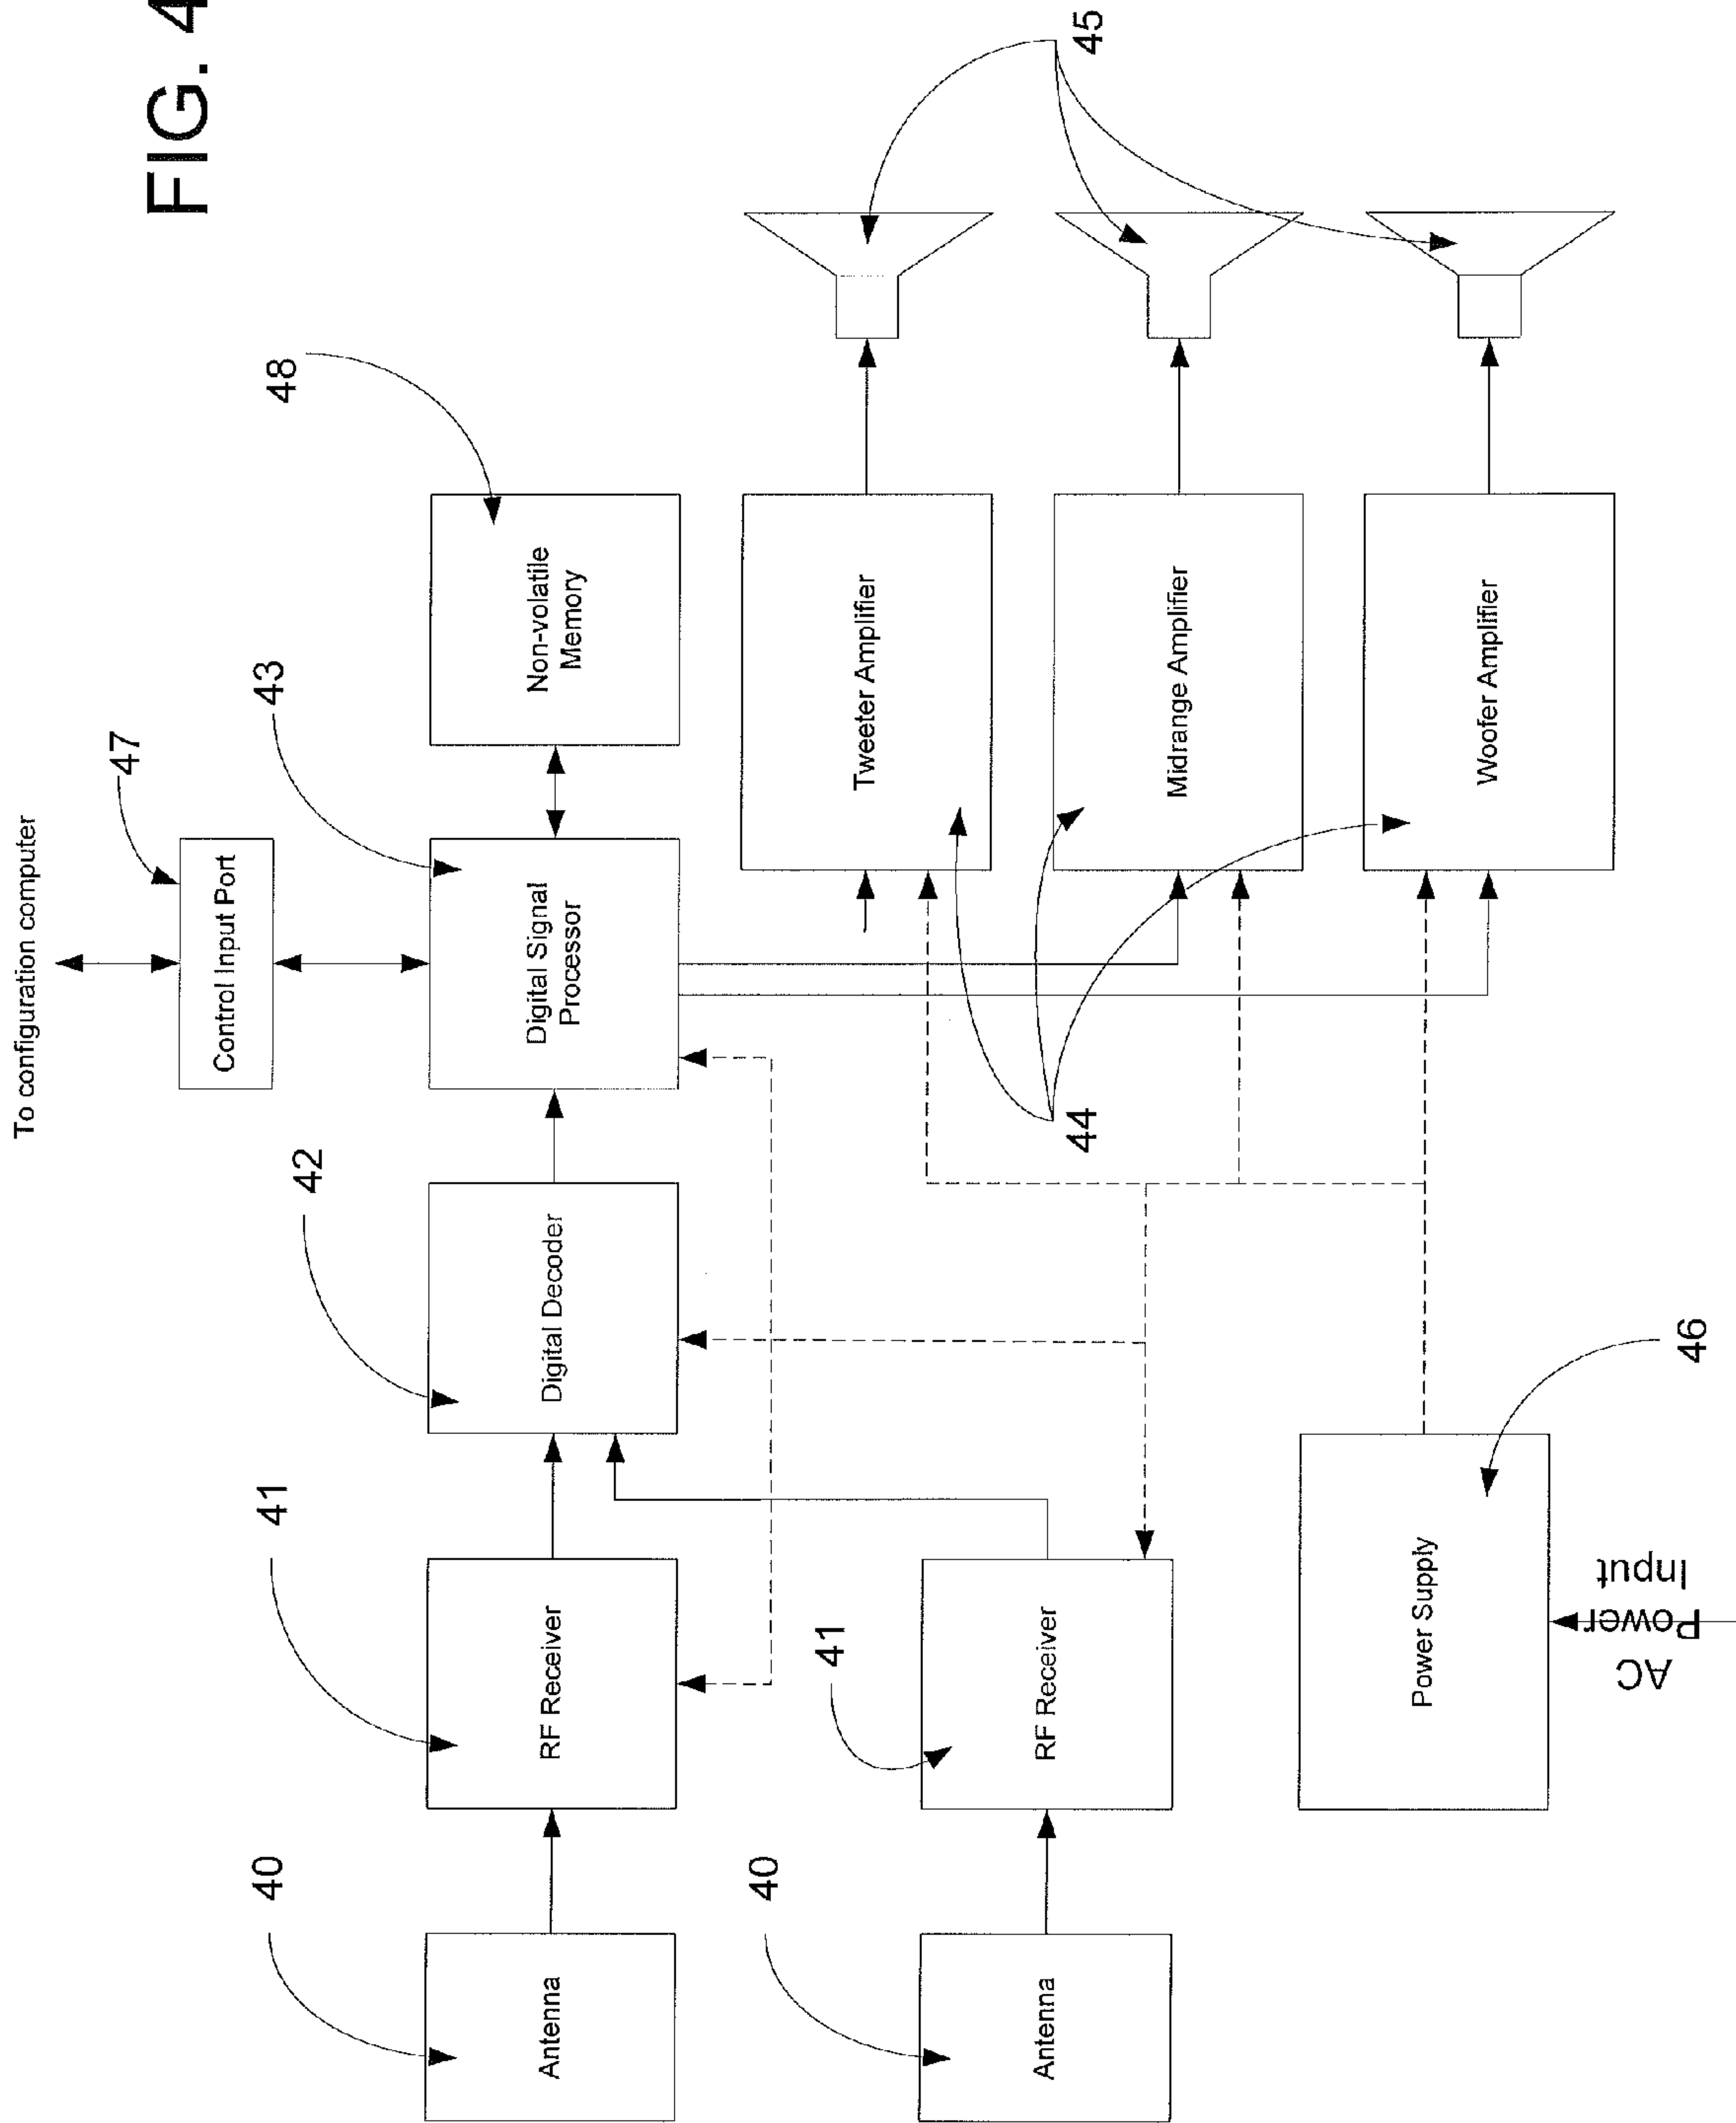 FIG. 4
To configuration computer
47
Control Input Port
40
41
42
43
48
Antenna
RF Receiver
Digital Decoder
Digital Signal
Processor
Non-volatile
Memory
40
41
Antenna
RF Receiver
44
Tweeter Amplifier
Midrange Amplifier
Woofer Amplifier
45
Power Supply
46
AC
Power
Input